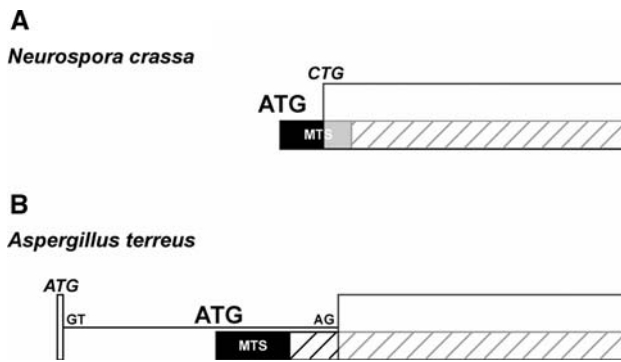 A
Neurospora crassa
CTG
ATG
MTS
B
Aspergillus terreus
ATG
GT
ATG
AG
MTS